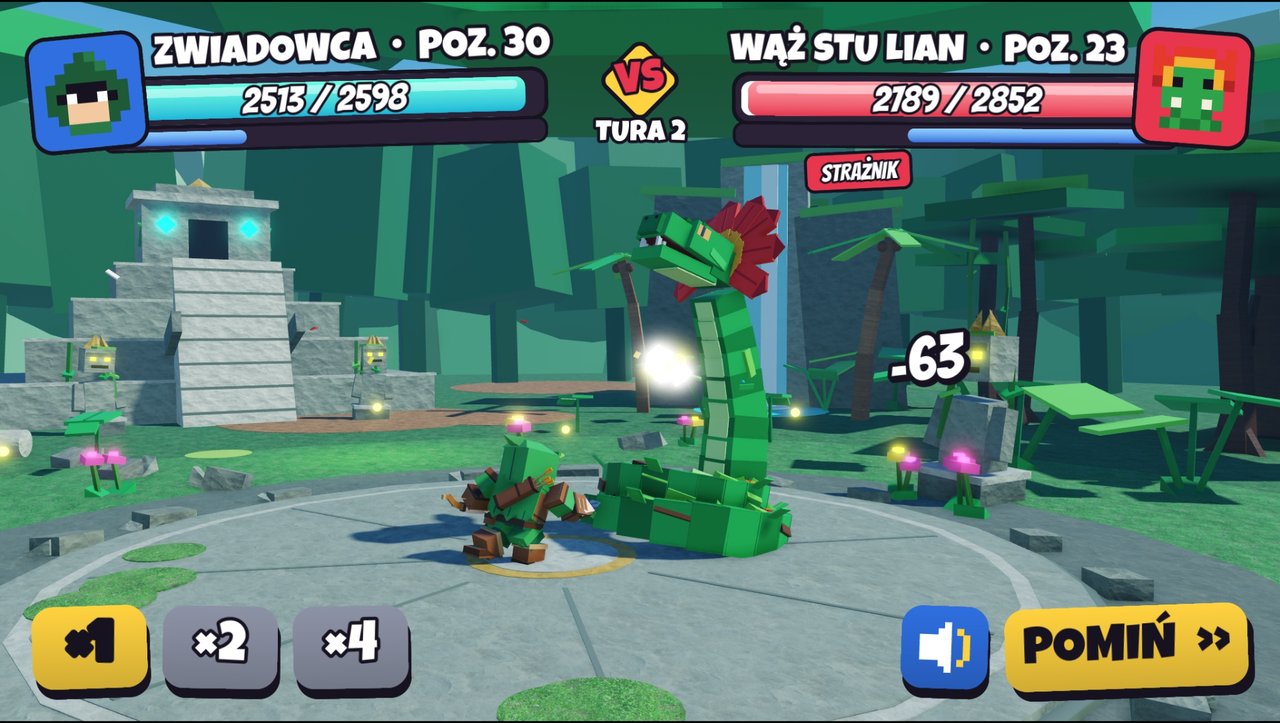 ZWIADOWCA • POZ. 30
2513 / 2598
VS
TURA 2
WĄŻ STU LIAN • POZ. 23
2789 / 2852
STRAŻNIK
-63
×1
×2
×4
POMIŃ »